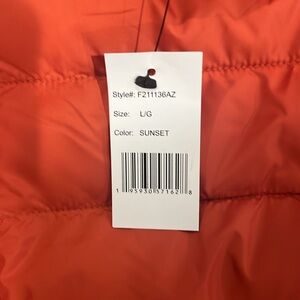 Style#: F211136AZ
Size: L/G
Color: SUNSET
1 95930 57162 8